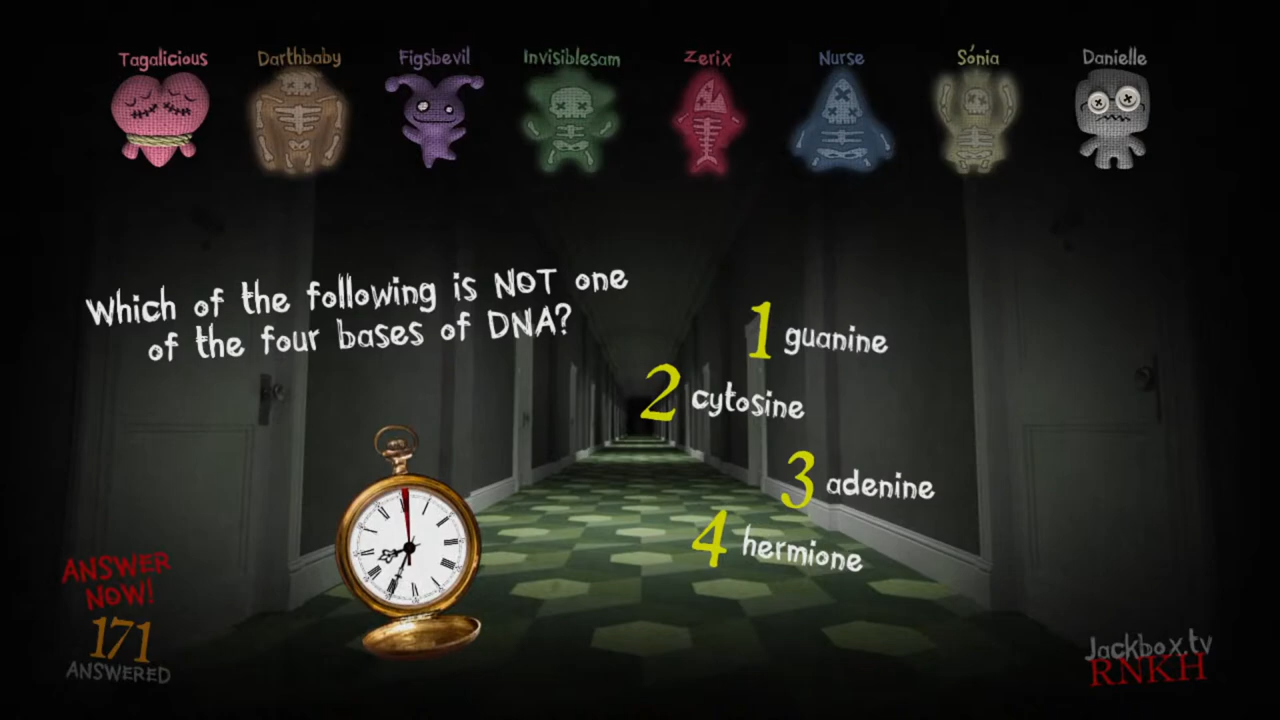 Tagalicious
Darthbaby
Figsbevil
Invisiblesam
Zerix
Nurse
Sónia
Danielle
Which of the following is NOT one
of the four bases of DNA?
1 guanine
2 cytosine
3 adenine
4 hermione
ANSWER
NOW!
171
ANSWERED
Jackbox.tv
RNKH